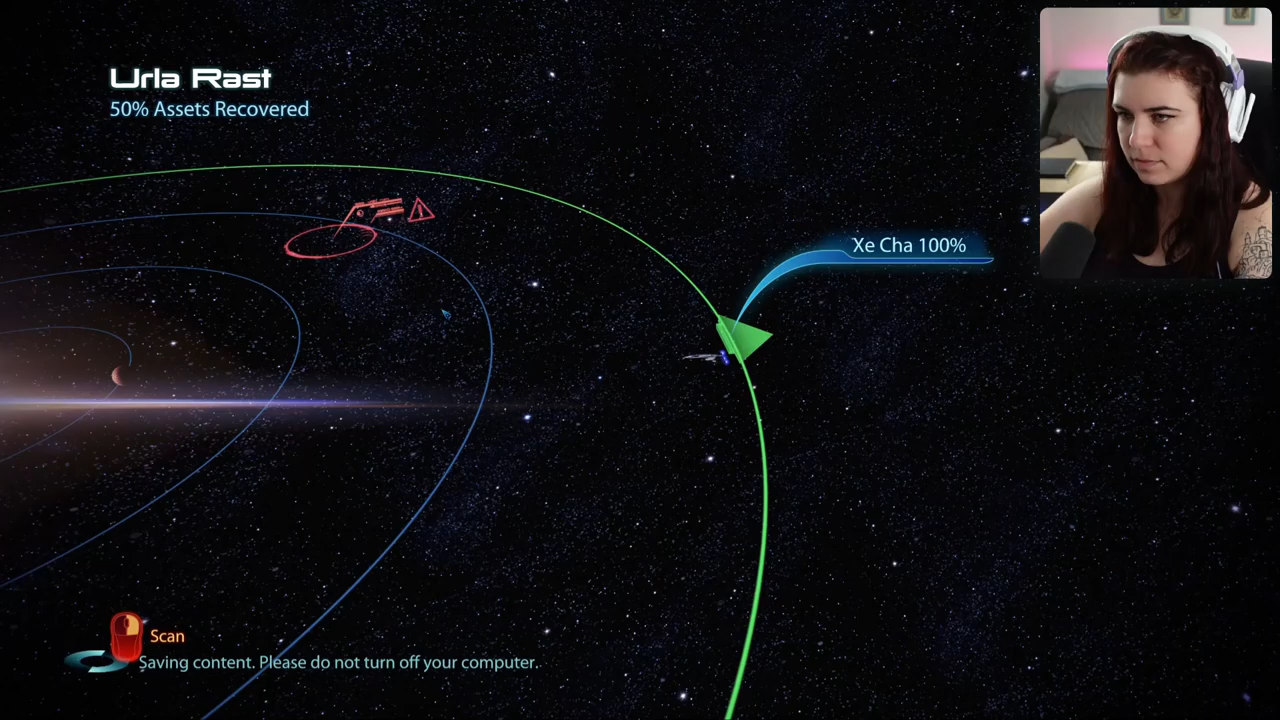 Urla Rast
50% Assets Recovered
Xe Cha 100%
Scan
Saving content. Please do not turn off your computer.